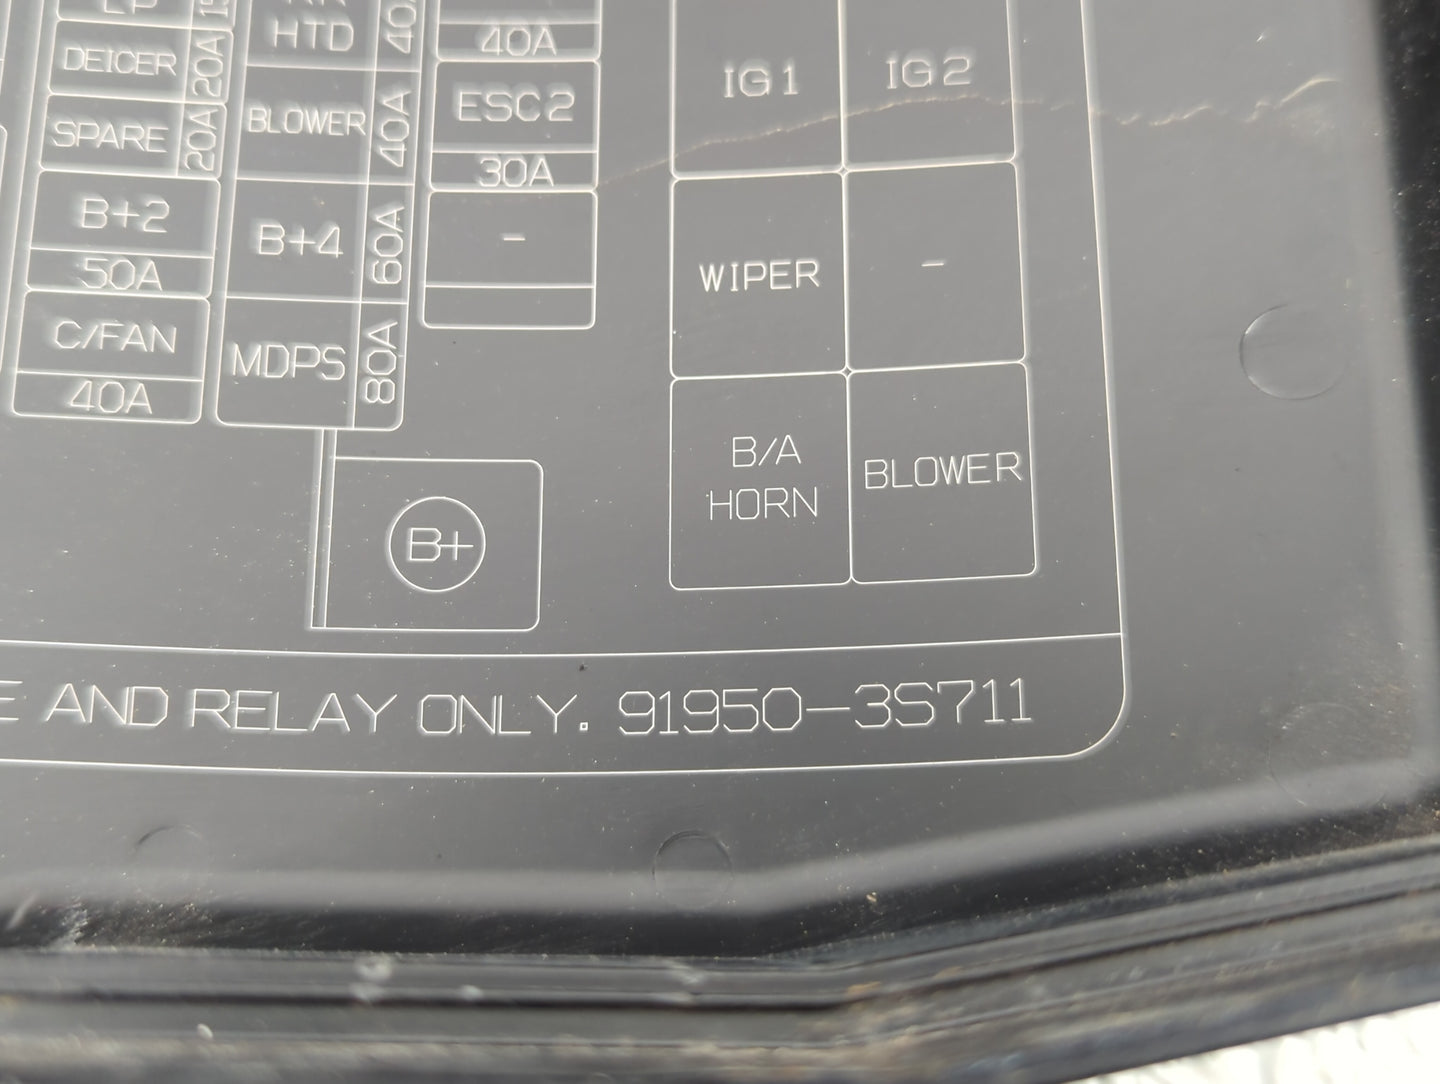 15
DEICER 20A
SPARE 20A
B+2
50A
C/FAN
40A
HTD 40A
BLOWER 40A
B+4 60A
MDPS 80A
40A
ESC2
30A
-
IG1 IG2
WIPER -
B/A
HORN
BLOWER
B+
AND RELAY ONLY. 91950-3S711